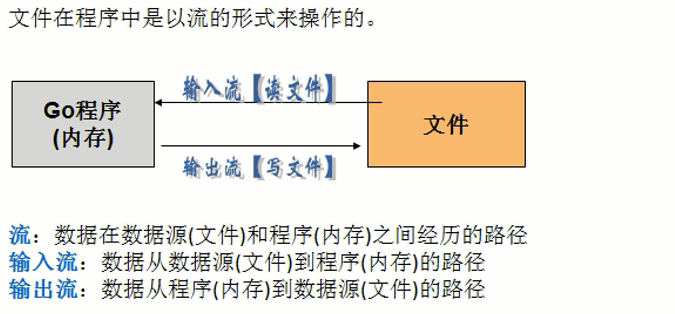 文件在程序中是以流的形式来操作的。
输入流【读文件】
Go程序
(内存)
文件
输出流【写文件】
流：数据在数据源(文件)和程序(内存)之间经历的路径
输入流：数据从数据源(文件)到程序(内存)的路径
输出流：数据从程序(内存)到数据源(文件)的路径